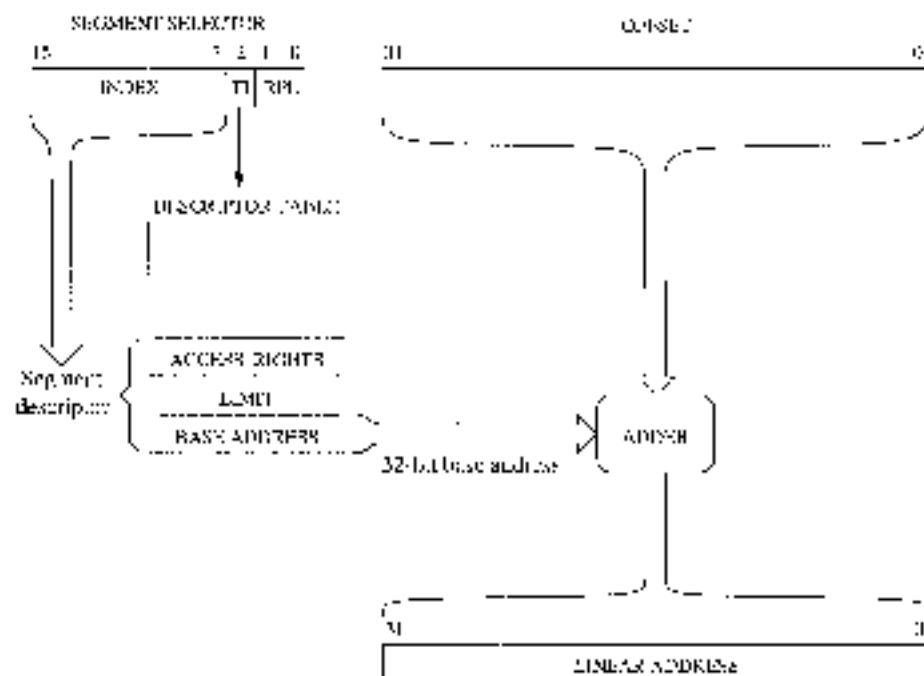 SEGMENT SELECTOR
OFFSET
15 3 2 1 0
31 0
INDEX TI RPL
DESCRIPTOR TABLE
ACCESS RIGHTS
Segment
descriptor
LIMIT
BASE ADDRESS
ADDER
32-bit base address
31 0
LINEAR ADDRESS